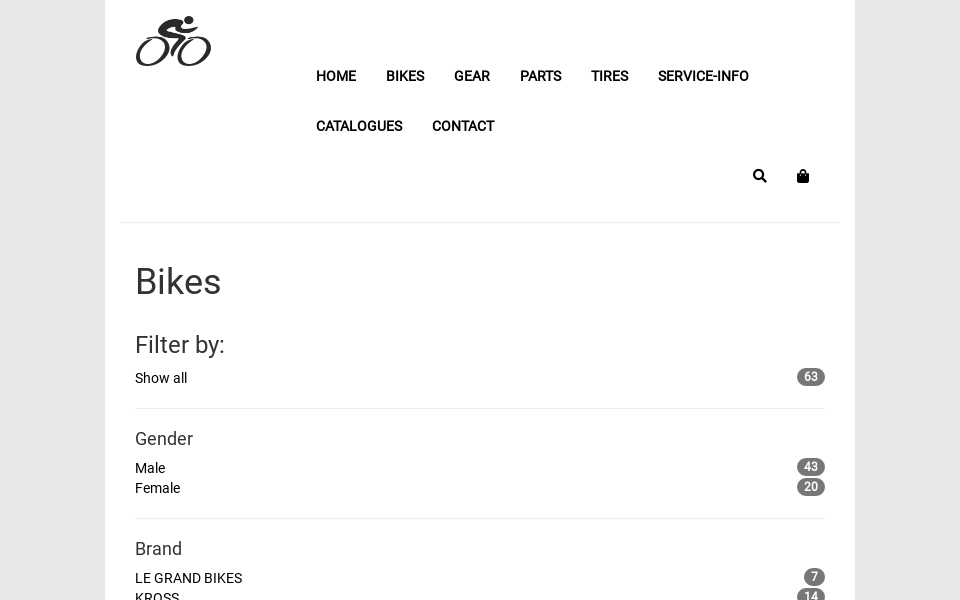 HOME BIKES GEAR PARTS TIRES SERVICE-INFO
CATALOGUES CONTACT
Bikes
Filter by:
Show all 63
Gender
Male 43
Female 20
Brand
LE GRAND BIKES 7
KROSS 14